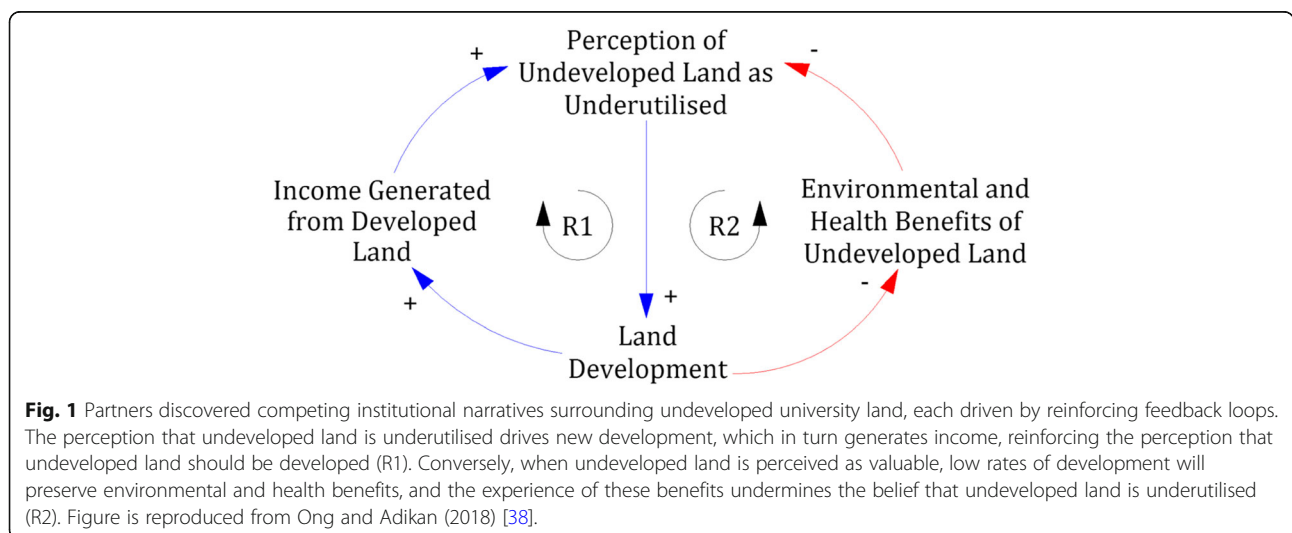 +
Perception of
Undeveloped Land as
Underutilised
-
Income Generated
from Developed
Land
R1
R2
Environmental and
Health Benefits of
Undeveloped Land
+
+
-
Land
Development
Fig. 1 Partners discovered competing institutional narratives surrounding undeveloped university land, each driven by reinforcing feedback loops.
The perception that undeveloped land is underutilised drives new development, which in turn generates income, reinforcing the perception that
undeveloped land should be developed (R1). Conversely, when undeveloped land is perceived as valuable, low rates of development will
preserve environmental and health benefits, and the experience of these benefits undermines the belief that undeveloped land is underutilised
(R2). Figure is reproduced from Ong and Adikan (2018) [38].